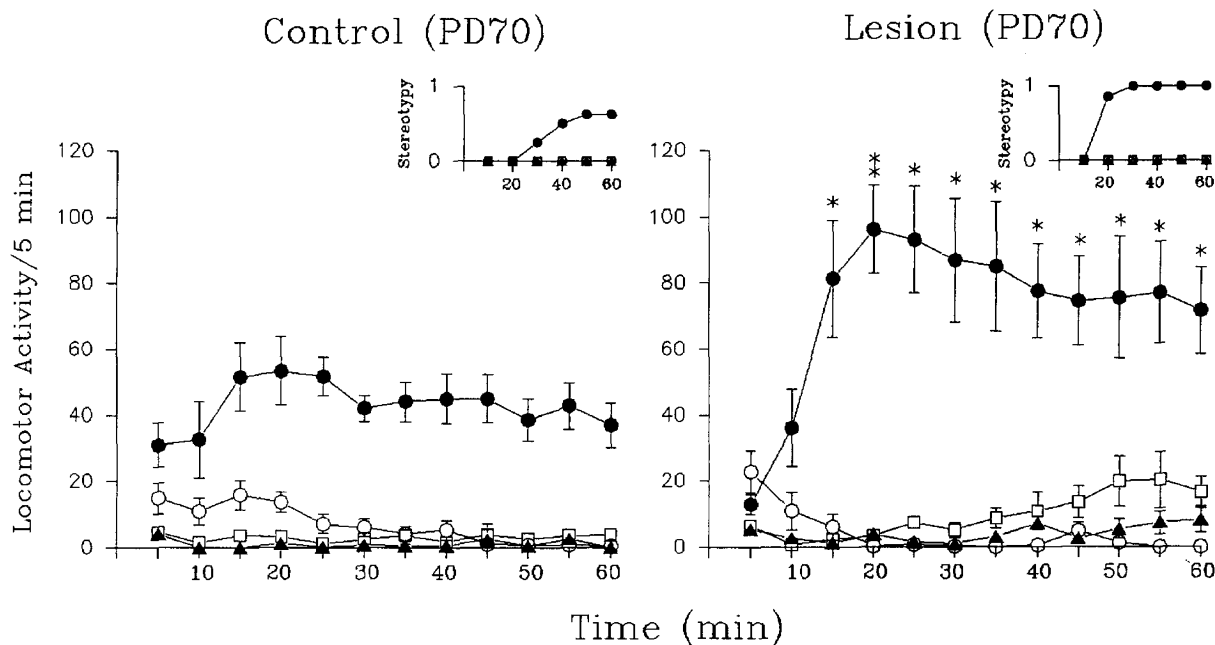 Control (PD70)
Lesion (PD70)
Stereotypy
1
0
20 40 60
Stereotypy
1
0
20 40 60
Locomotor Activity/5 min
120
100
80
60
40
20
0
10 20 30 40 50 60
120
100
80
60
40
20
0
* * * * * * * * * * *
10 20 30 40 50 60
Time (min)